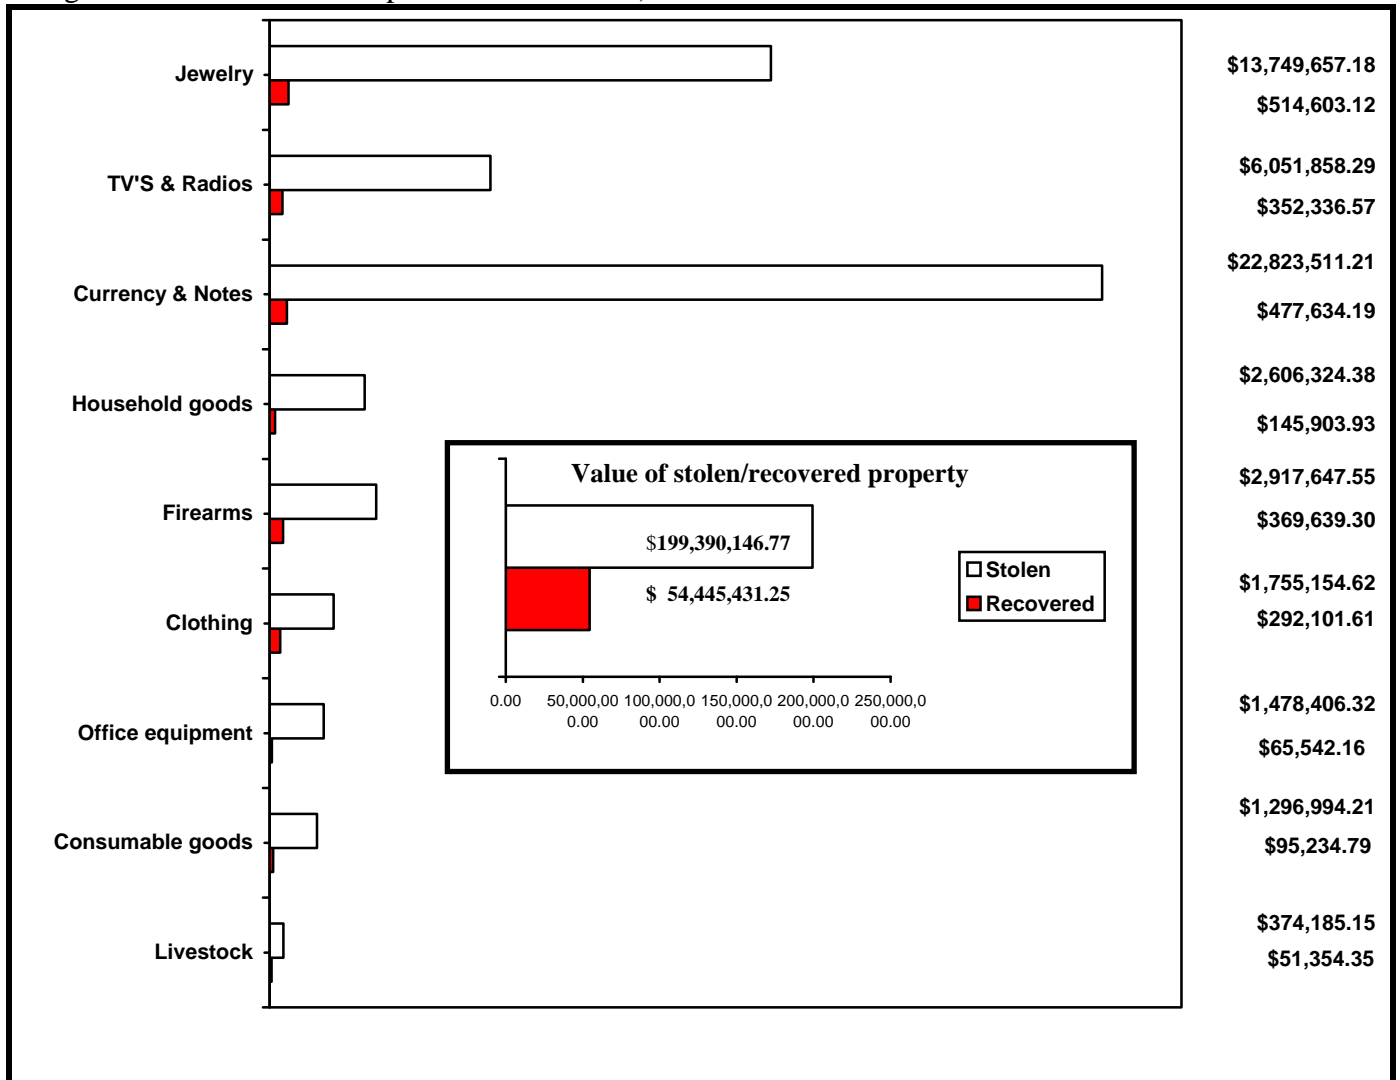 Jewelry
$13,749,657.18
$514,603.12
TV'S & Radios
$6,051,858.29
$352,336.57
Currency & Notes
$22,823,511.21
$477,634.19
Household goods
$2,606,324.38
$145,903.93
Firearms
$2,917,647.55
$369,639.30
Clothing
$1,755,154.62
$292,101.61
Office equipment
$1,478,406.32
$65,542.16
Consumable goods
$1,296,994.21
$95,234.79
Livestock
$374,185.15
$51,354.35
Value of stolen/recovered property
$199,390,146.77
$ 54,445,431.25
Stolen
Recovered
0.00 50,000,00 100,000,0 150,000,0 200,000,0 250,000,0
0.00 00.00 00.00 00.00 00.00